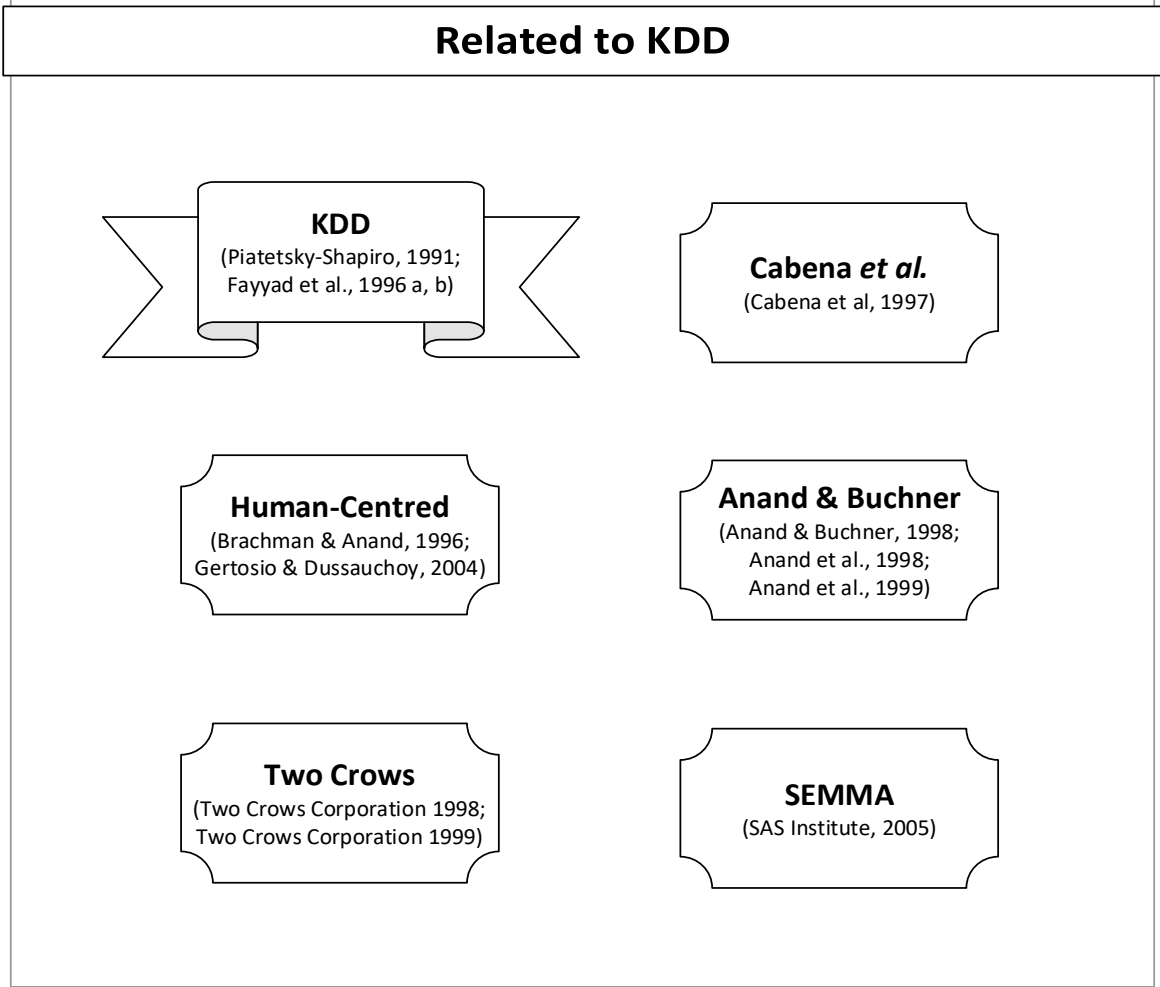 Related to KDD
KDD
(Piatetsky-Shapiro, 1991;
Fayyad et al., 1996 a, b)
Cabena et al.
(Cabena et al, 1997)
Human-Centred
(Brachman & Anand, 1996;
Gertosio & Dussauchoy, 2004)
Anand & Buchner
(Anand & Buchner, 1998;
Anand et al., 1998;
Anand et al., 1999)
Two Crows
(Two Crows Corporation 1998;
Two Crows Corporation 1999)
SEMMA
(SAS Institute, 2005)